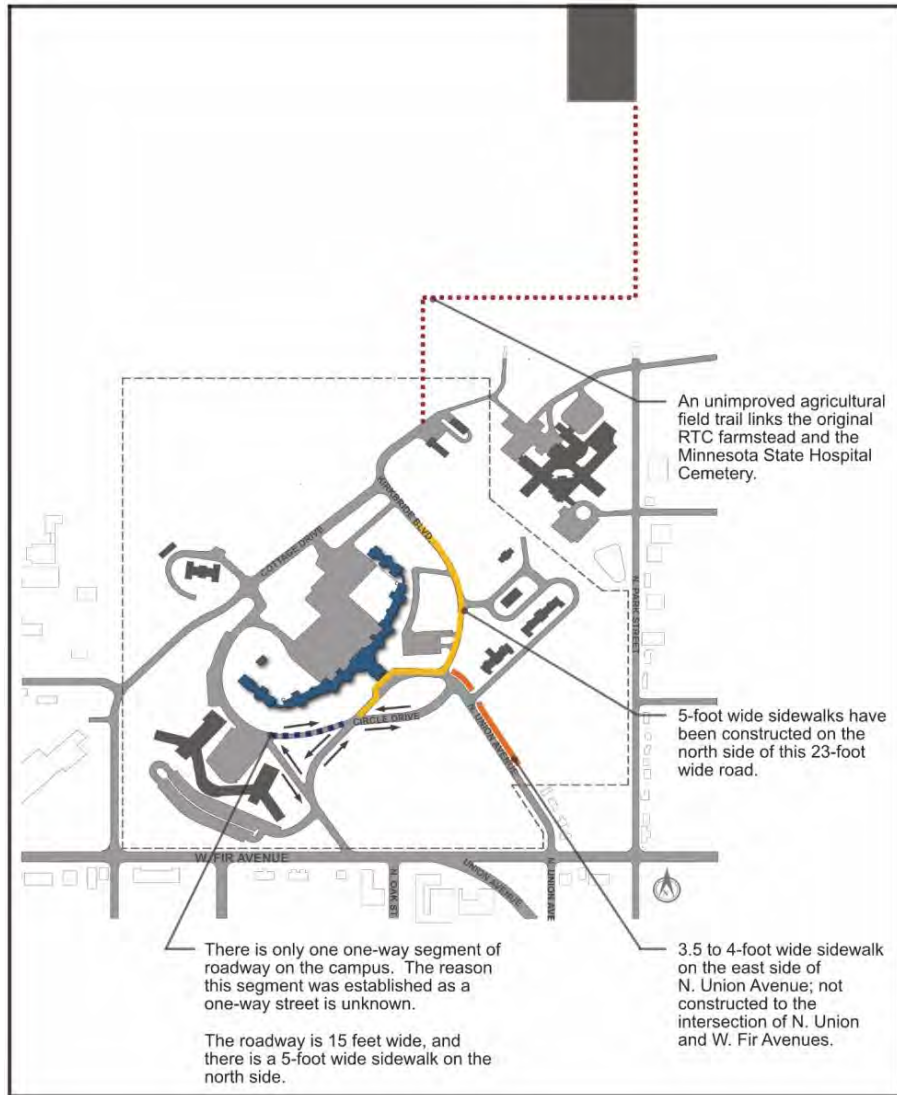 An unimproved agricultural
field trail links the original
RTC farmstead and the
Minnesota State Hospital
Cemetery.
KIRKBRIDE BLVD.
COTTAGE DRIVE
N. PARK STREET
CIRCLE DRIVE
N. UNION AVENUE
5-foot wide sidewalks have
been constructed on the
north side of this 23-foot
wide road.
W. FIR AVENUE
N. OAK ST.
UNION AVENUE
N. UNION AVE
There is only one one-way segment of
roadway on the campus. The reason
this segment was established as a
one-way street is unknown.
The roadway is 15 feet wide, and
there is a 5-foot wide sidewalk on the
north side.
3.5 to 4-foot wide sidewalk
on the east side of
N. Union Avenue; not
constructed to the
intersection of N. Union
and W. Fir Avenues.